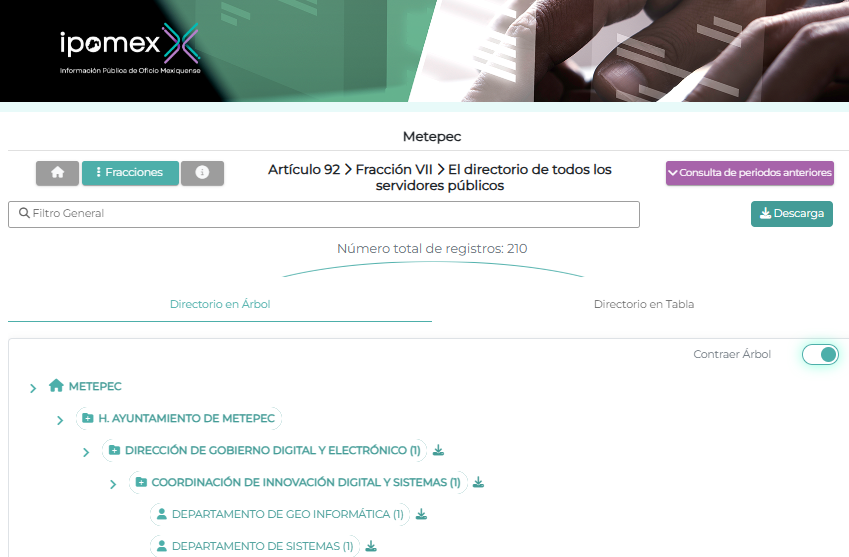 ipomex
Información Pública de Oficio Mexiquense
Metepec
Fracciones
Artículo 92 > Fracción VII > El directorio de todos los
servidores públicos
Consulta de periodos anteriores
Filtro General
Descarga
Número total de registros: 210
Directorio en Árbol
Directorio en Tabla
Contraer Árbol
METEPEC
H. AYUNTAMIENTO DE METEPEC
DIRECCIÓN DE GOBIERNO DIGITAL Y ELECTRÓNICO (1)
COORDINACIÓN DE INNOVACIÓN DIGITAL Y SISTEMAS (1)
DEPARTAMENTO DE GEO INFORMÁTICA (1)
DEPARTAMENTO DE SISTEMAS (1)